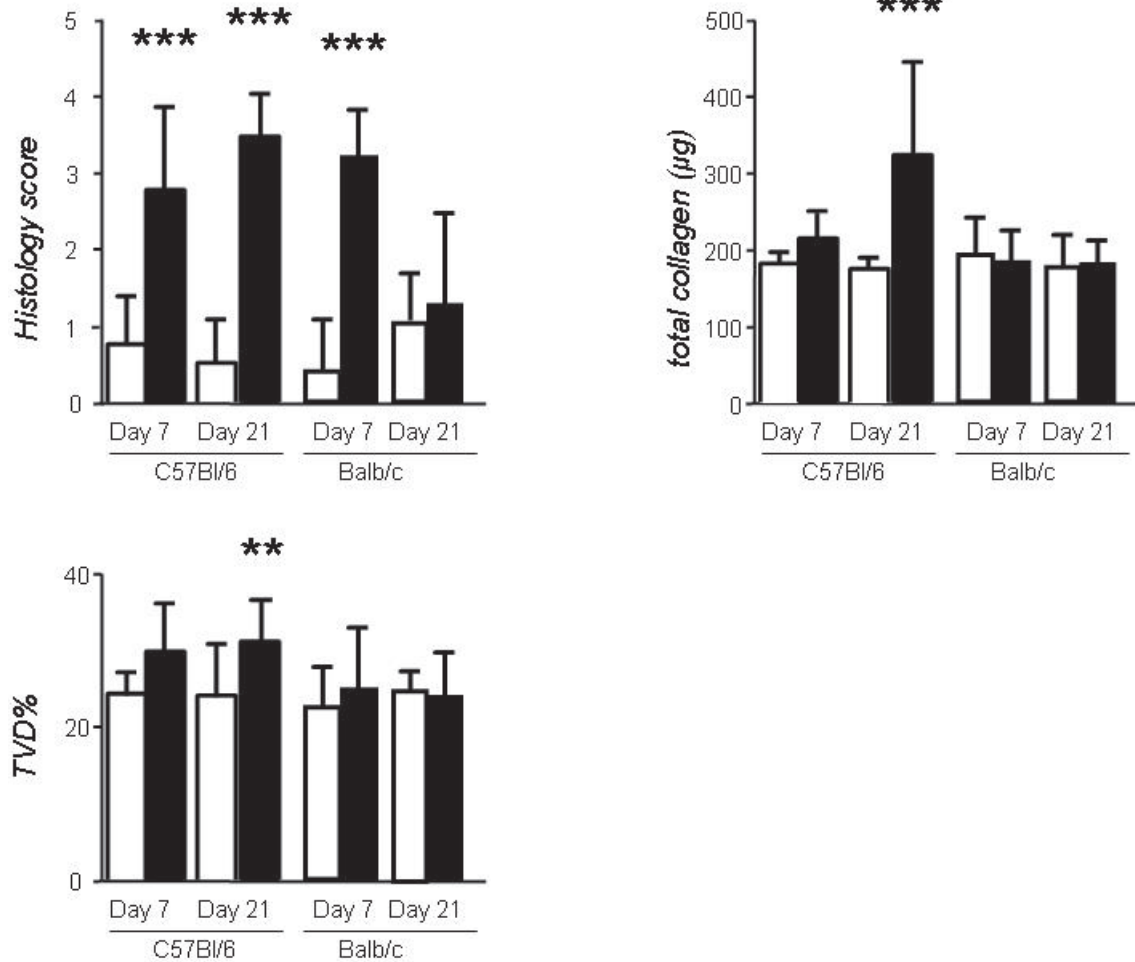 5
***
***
***
4
3
2
1
0
Histology score
Day 7 Day 21 Day 7 Day 21
C57Bl/6 Balb/c
500
***
400
300
200
100
0
total collagen (µg)
Day 7 Day 21 Day 7 Day 21
C57Bl/6 Balb/c
**
40
20
0
TVD%
Day 7 Day 21 Day 7 Day 21
C57Bl/6 Balb/c